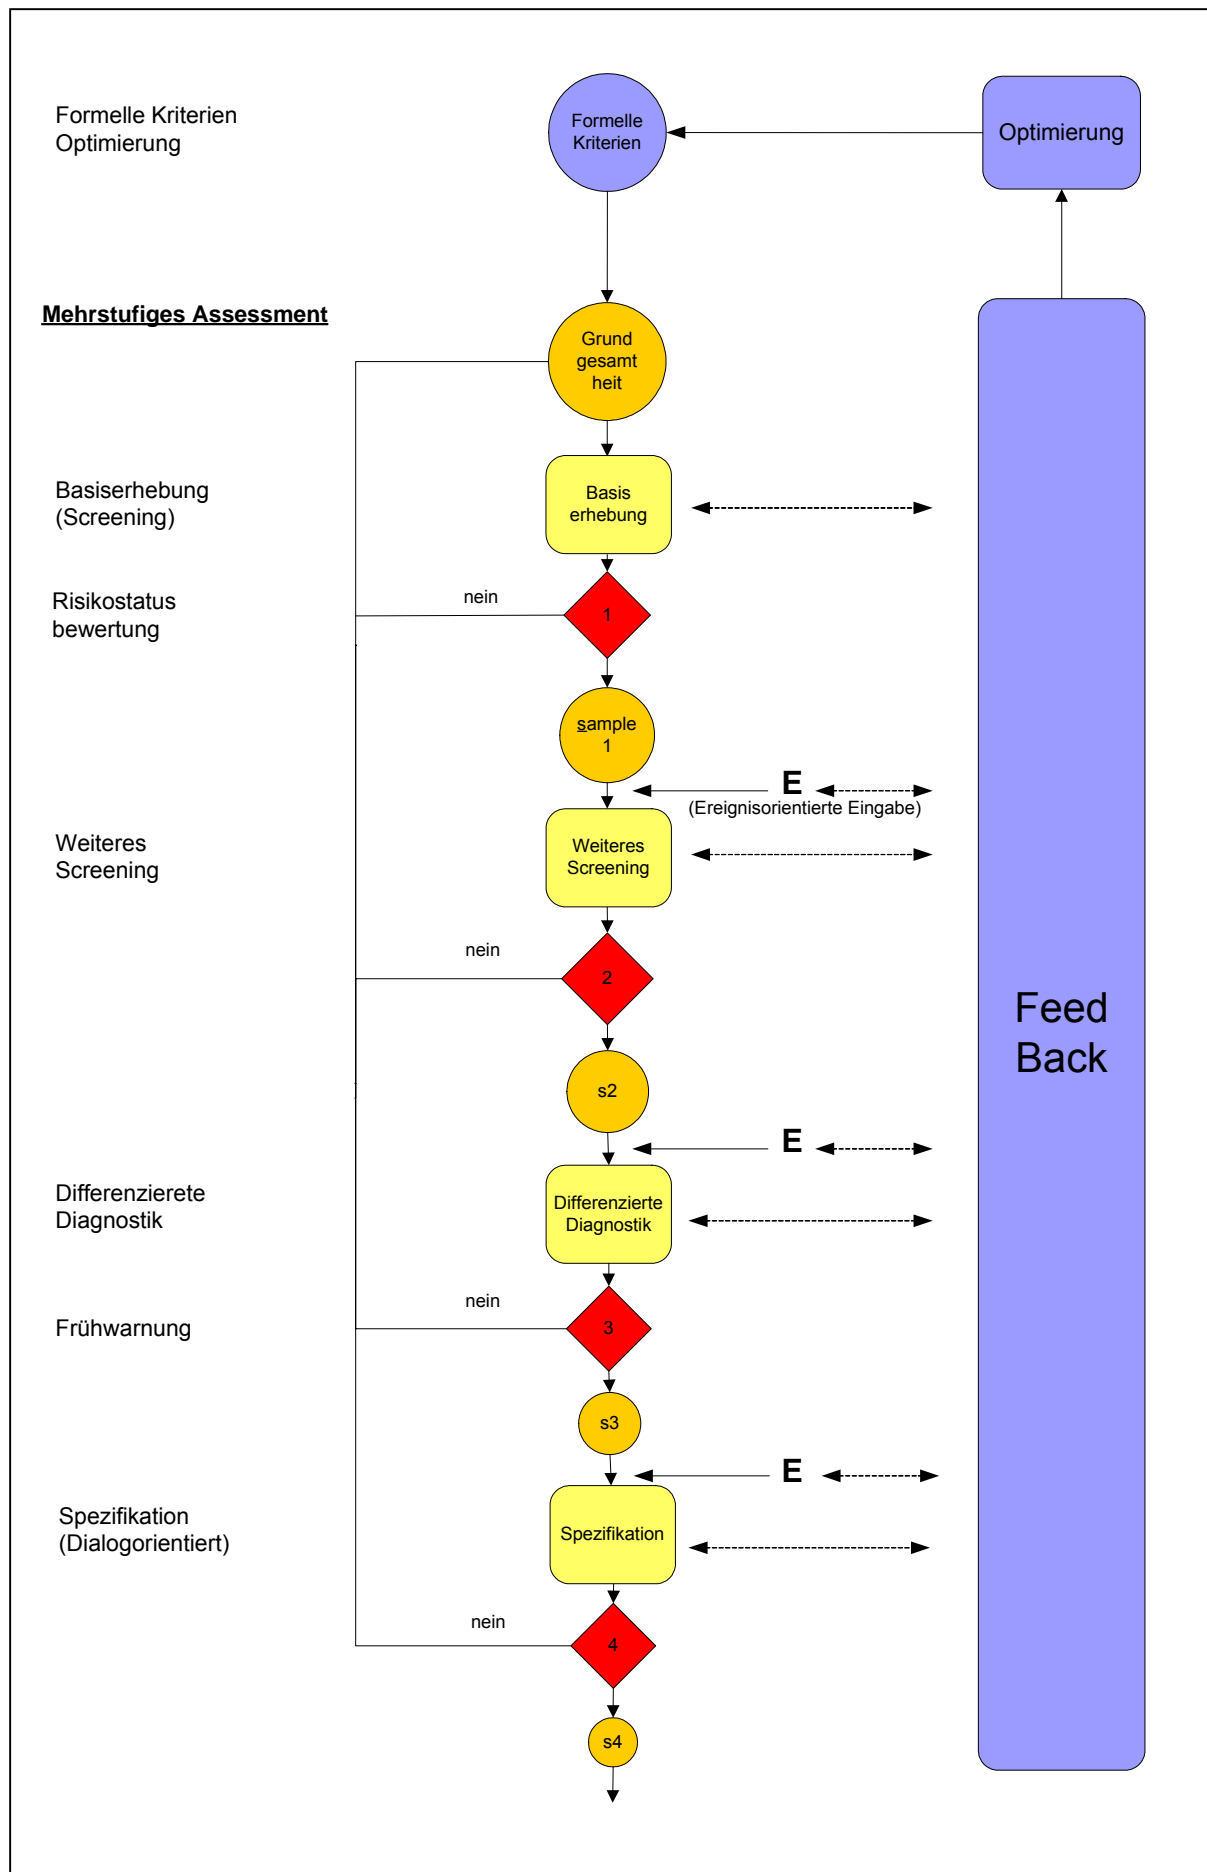 Formelle Kriterien
Optimierung
Formelle
Kriterien
Optimierung
Mehrstufiges Assessment
Grund
gesamt
heit
Basiserhebung
(Screening)
Basis
erhebung
Risikostatus
bewertung
nein
1
sample
1
E
(Ereignisorientierte Eingabe)
Weiteres
Screening
Weiteres
Screening
nein
2
Feed
Back
s2
E
Differenzierete
Diagnostik
Differenzierte
Diagnostik
Frühwarnung
nein
3
s3
E
Spezifikation
(Dialogorientiert)
Spezifikation
nein
4
s4